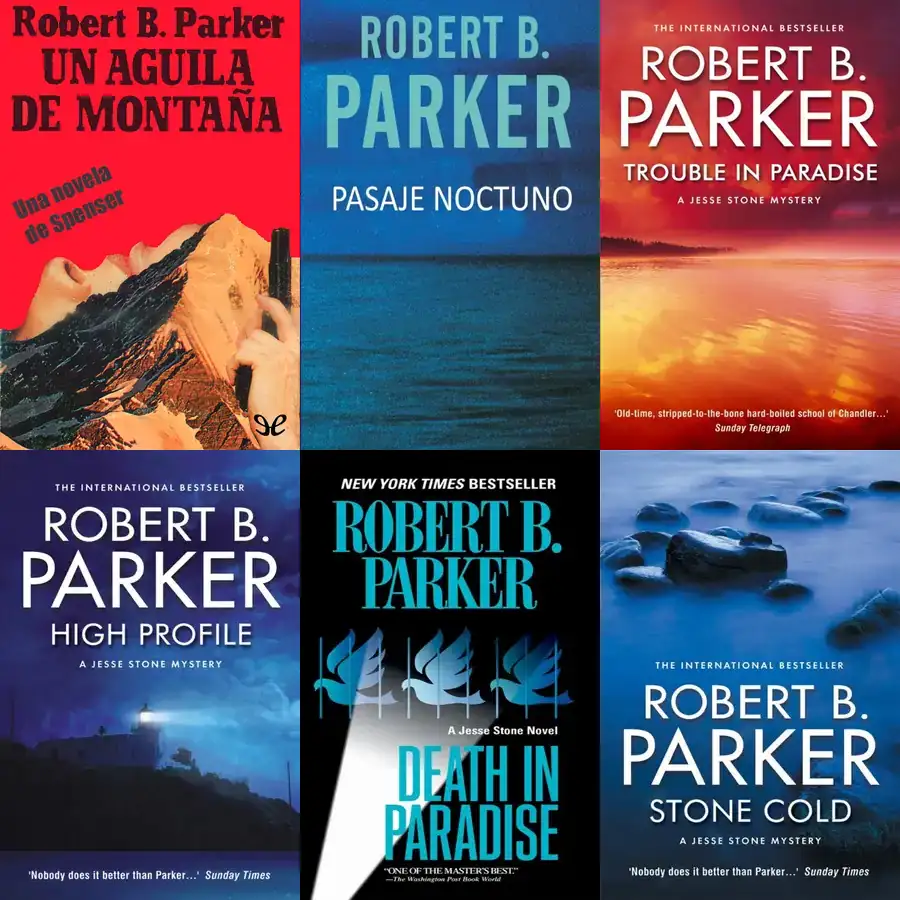 Robert B. Parker
UN AGUILA
DE MONTAÑA
Una novela
de Spenser
ROBERT B.
PARKER
PASAJE NOCTUNO
THE INTERNATIONAL BESTSELLER
ROBERT B.
PARKER
TROUBLE IN PARADISE
A JESSE STONE MYSTERY
'Old-time, stripped-to-the-bone hard-boiled school of Chandler...'
Sunday Telegraph
THE INTERNATIONAL BESTSELLER
ROBERT B.
PARKER
HIGH PROFILE
A JESSE STONE MYSTERY
'Nobody does it better than Parker...' Sunday Times
NEW YORK TIMES BESTSELLER
ROBERT B.
PARKER
A Jesse Stone Novel
DEATH IN
PARADISE
"ONE OF THE MASTER'S BEST."
—The Washington Post Book World
THE INTERNATIONAL BESTSELLER
ROBERT B.
PARKER
STONE COLD
A JESSE STONE MYSTERY
'Nobody does it better than Parker...' Sunday Times